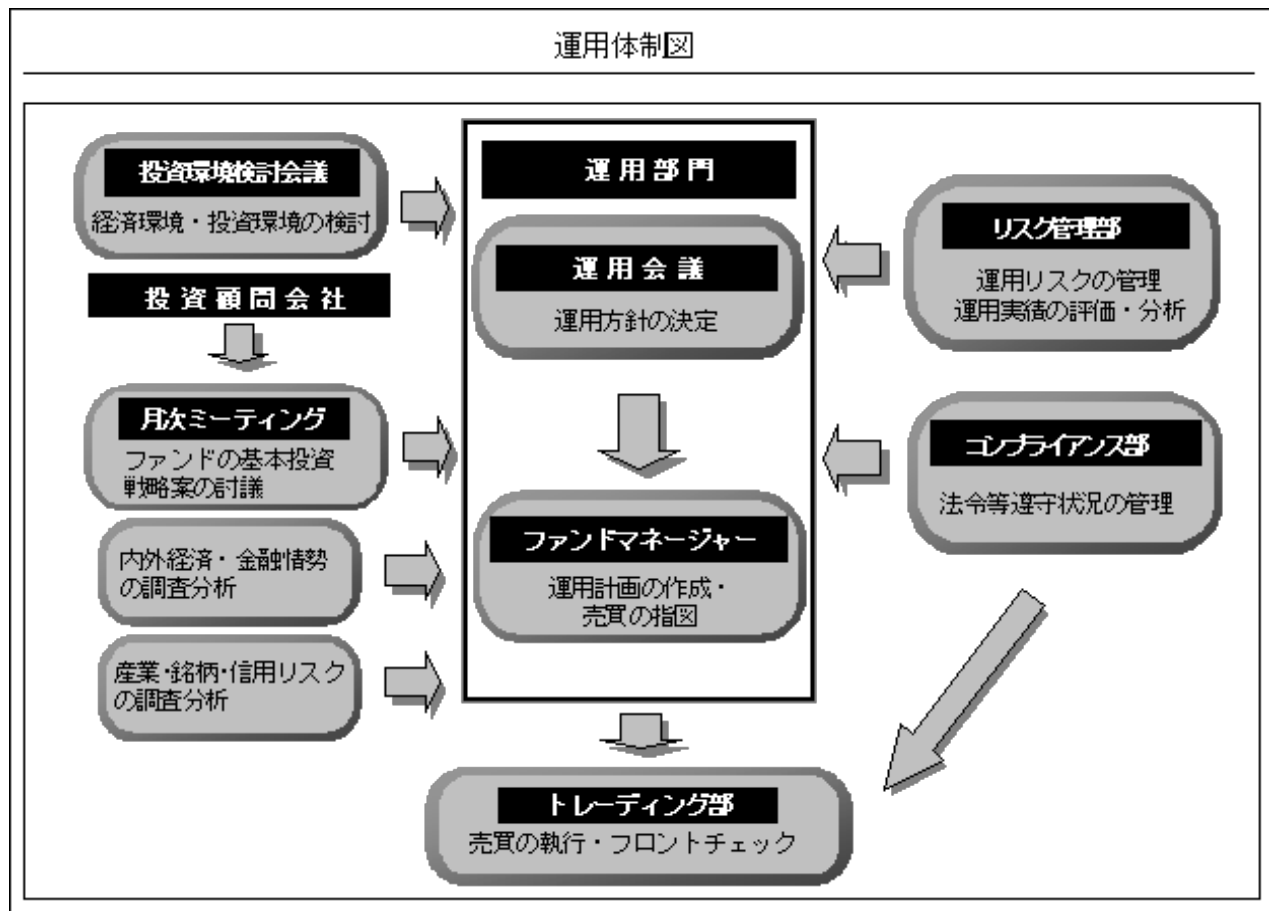 運用体制図
投資環境検討会議
経済環境・投資環境の検討
投資顧問会社
月次ミーティング
ファンドの基本投資
戦略案の討議
内外経済・金融情勢
の調査分析
産業・銘柄・信用リスク
の調査分析
運用部門
運用会議
運用方針の決定
ファンドマネージャー
運用計画の作成・
売買の指図
リスク管理部
運用リスクの管理
運用実績の評価・分析
コンプライアンス部
法令等遵守状況の管理
トレーディング部
売買の執行・フロントチェック